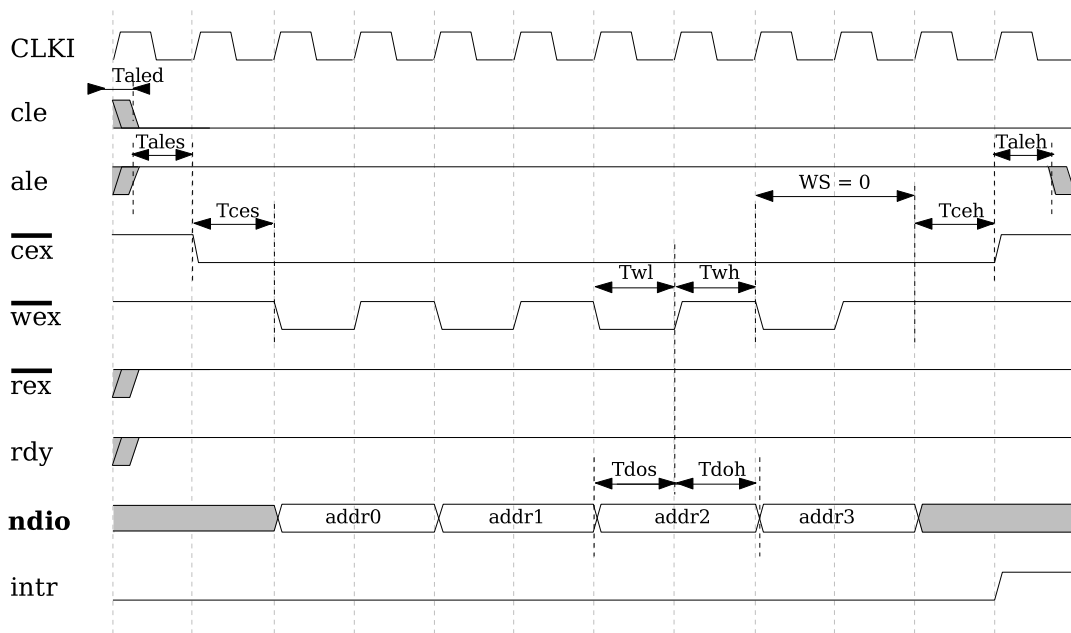 CLKI
Taled
cle
Tales
Taleh
ale
WS = 0
Tces
Tceh
cex
Twl
Twh
wex
rex
rdy
Tdos
Tdoh
ndio
addr0
addr1
addr2
addr3
intr